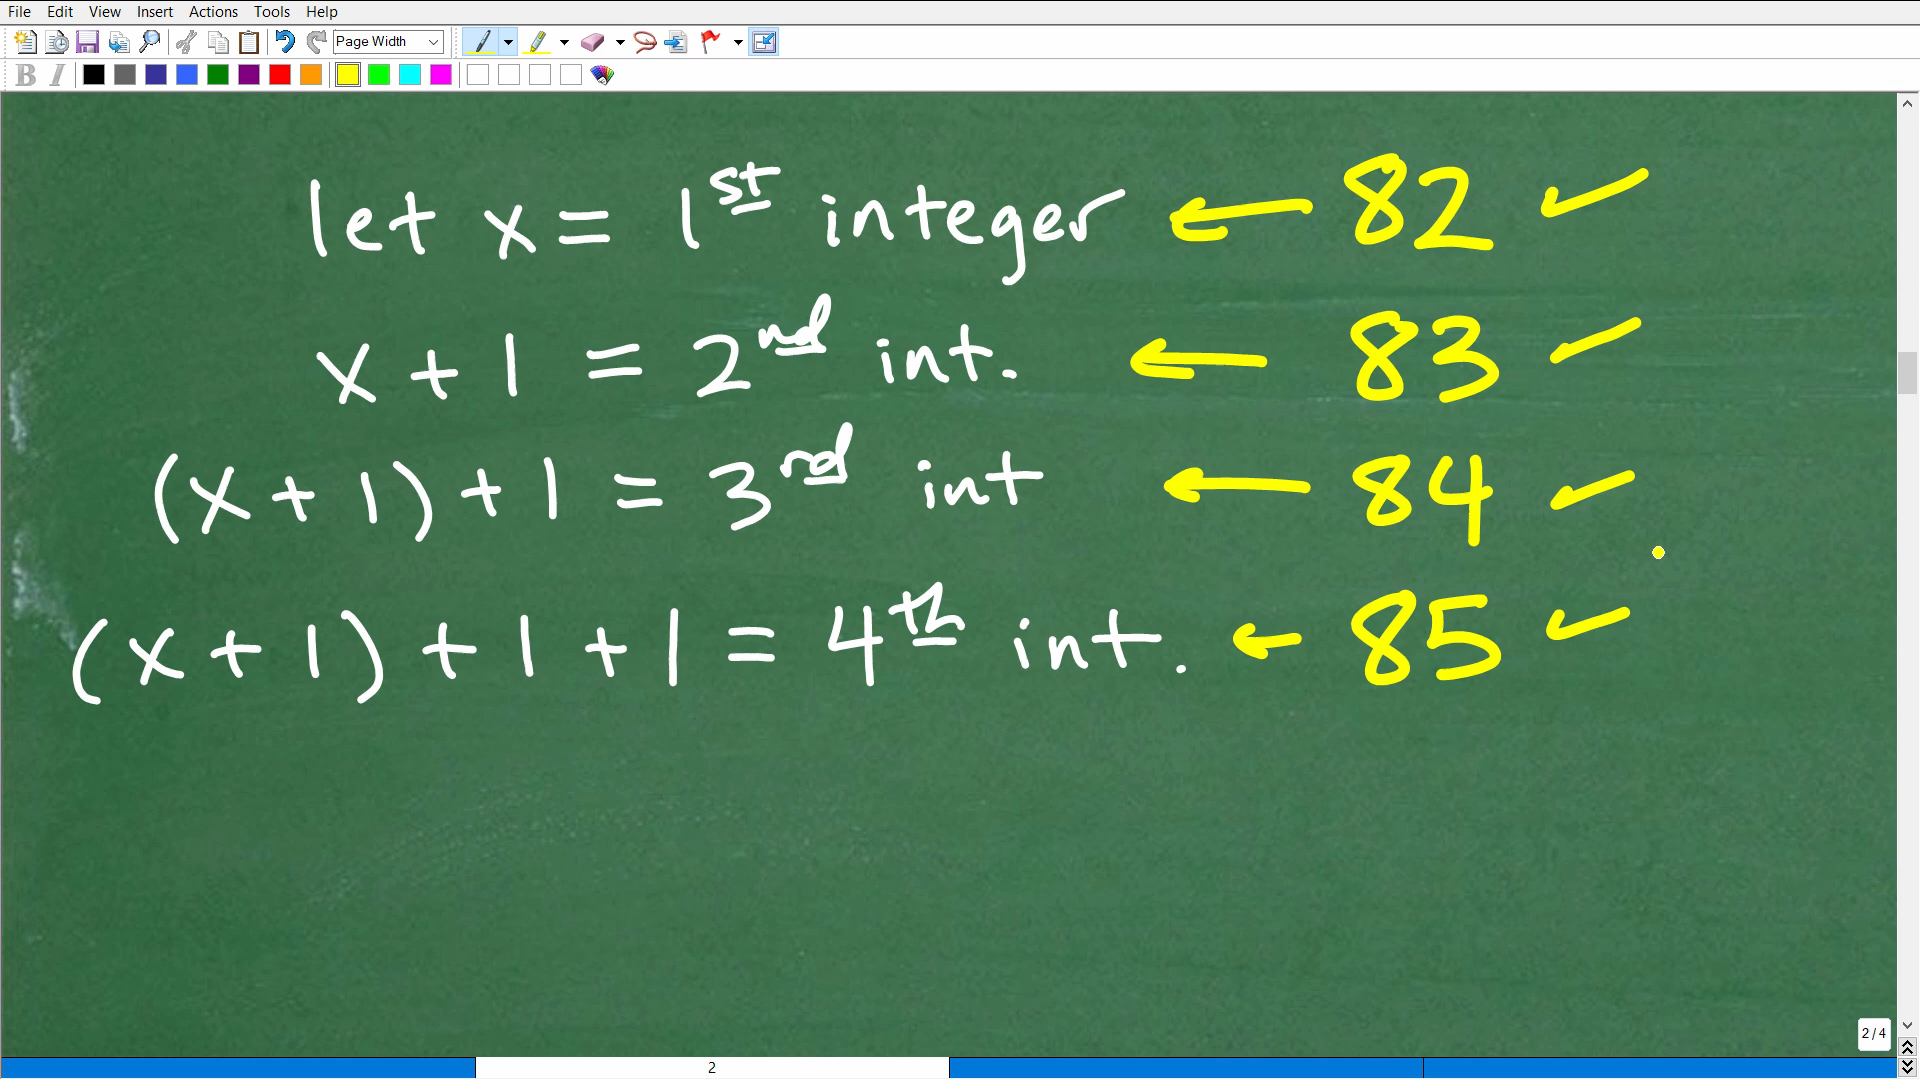 File Edit View Insert Actions Tools Help
Page Width
B I
let x = 1st integer ← 82 ✓
x + 1 = 2nd int. ← 83 ✓
(x + 1) + 1 = 3rd int ← 84 ✓
(x + 1) + 1 + 1 = 4th int. ← 85 ✓
2 / 4
2